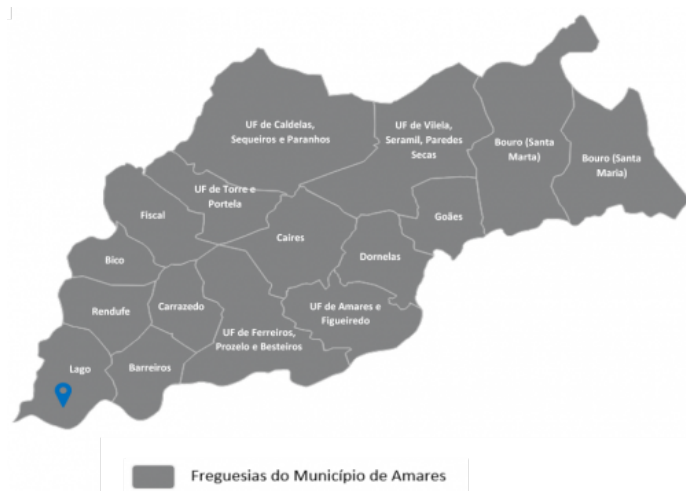 UF de Caldelas,
Sequeiros e Paranhos
UF de Vilela,
Seramil, Paredes
Secas
Bouro (Santa
Marta)
Bouro (Santa
Maria)
UF de Torre e
Portela
Fiscal
Goães
Caires
Dornelas
Bico
Rendufe
Carrazedo
UF de Amares e
Figueiredo
UF de Ferreiros,
Prozelo e Besteiros
Lago
Barreiros
Freguesias do Município de Amares